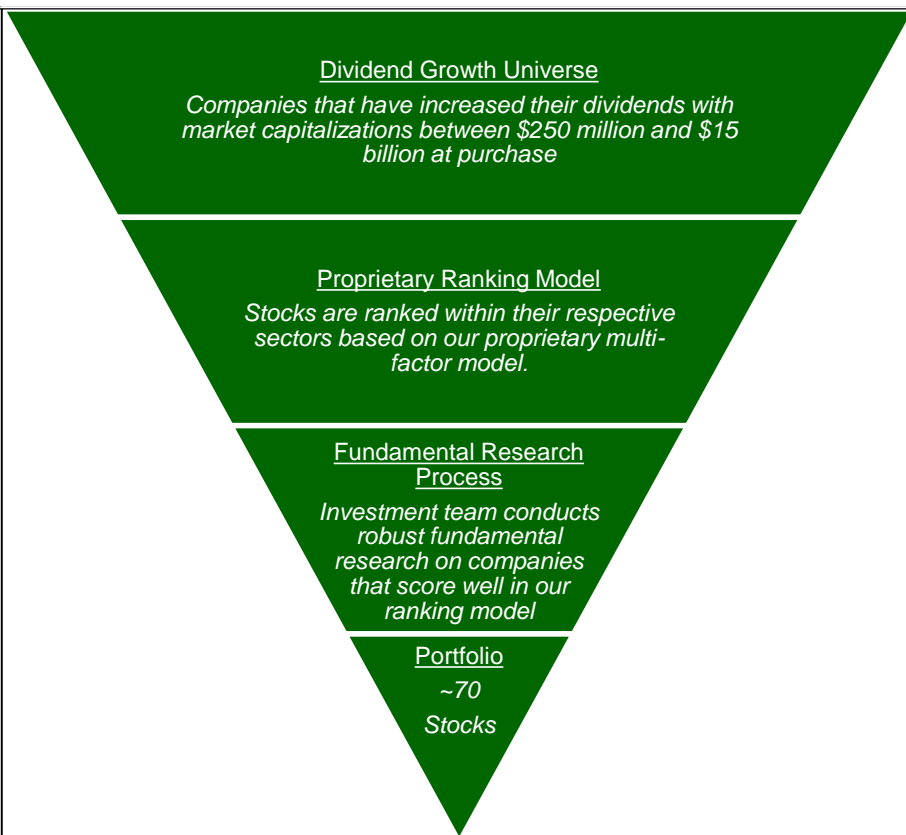 Dividend Growth Universe
Companies that have increased their dividends with
market capitalizations between $250 million and $15
billion at purchase
Proprietary Ranking Model
Stocks are ranked within their respective
sectors based on our proprietary multi-
factor model.
Fundamental Research
Process
Investment team conducts
robust fundamental
research on companies
that score well in our
ranking model
Portfolio
~70
Stocks